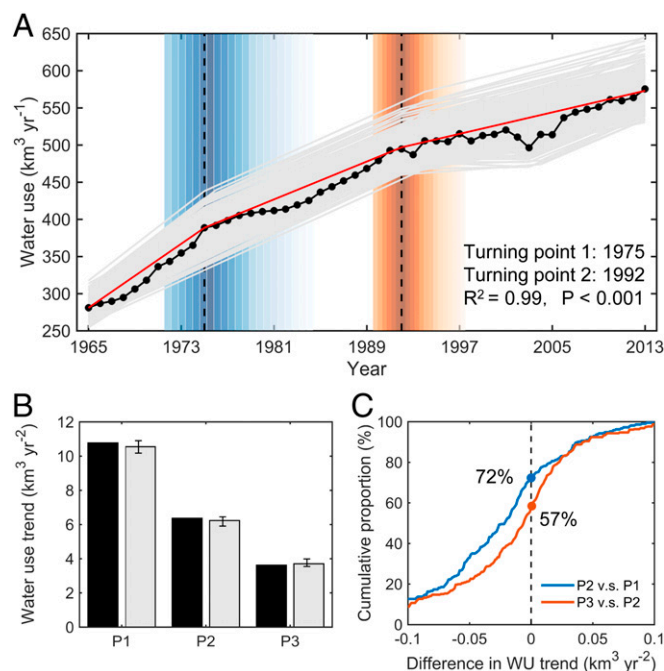 A
650
600
550
500
450
400
350
300
250
Water use (km³ yr⁻¹)
Turning point 1: 1975
Turning point 2: 1992
R² = 0.99, P < 0.001
1965 1973 1981 1989 1997 2005 2013
Year
B
12
10
8
6
4
2
0
Water use trend (km³ yr⁻²)
P1 P2 P3
C
100
80
60
40
20
0
Cumulative proportion (%)
72%
57%
P2 v.s. P1
P3 v.s. P2
-0.1 -0.05 0 0.05 0.1
Difference in WU trend (km³ yr⁻²)